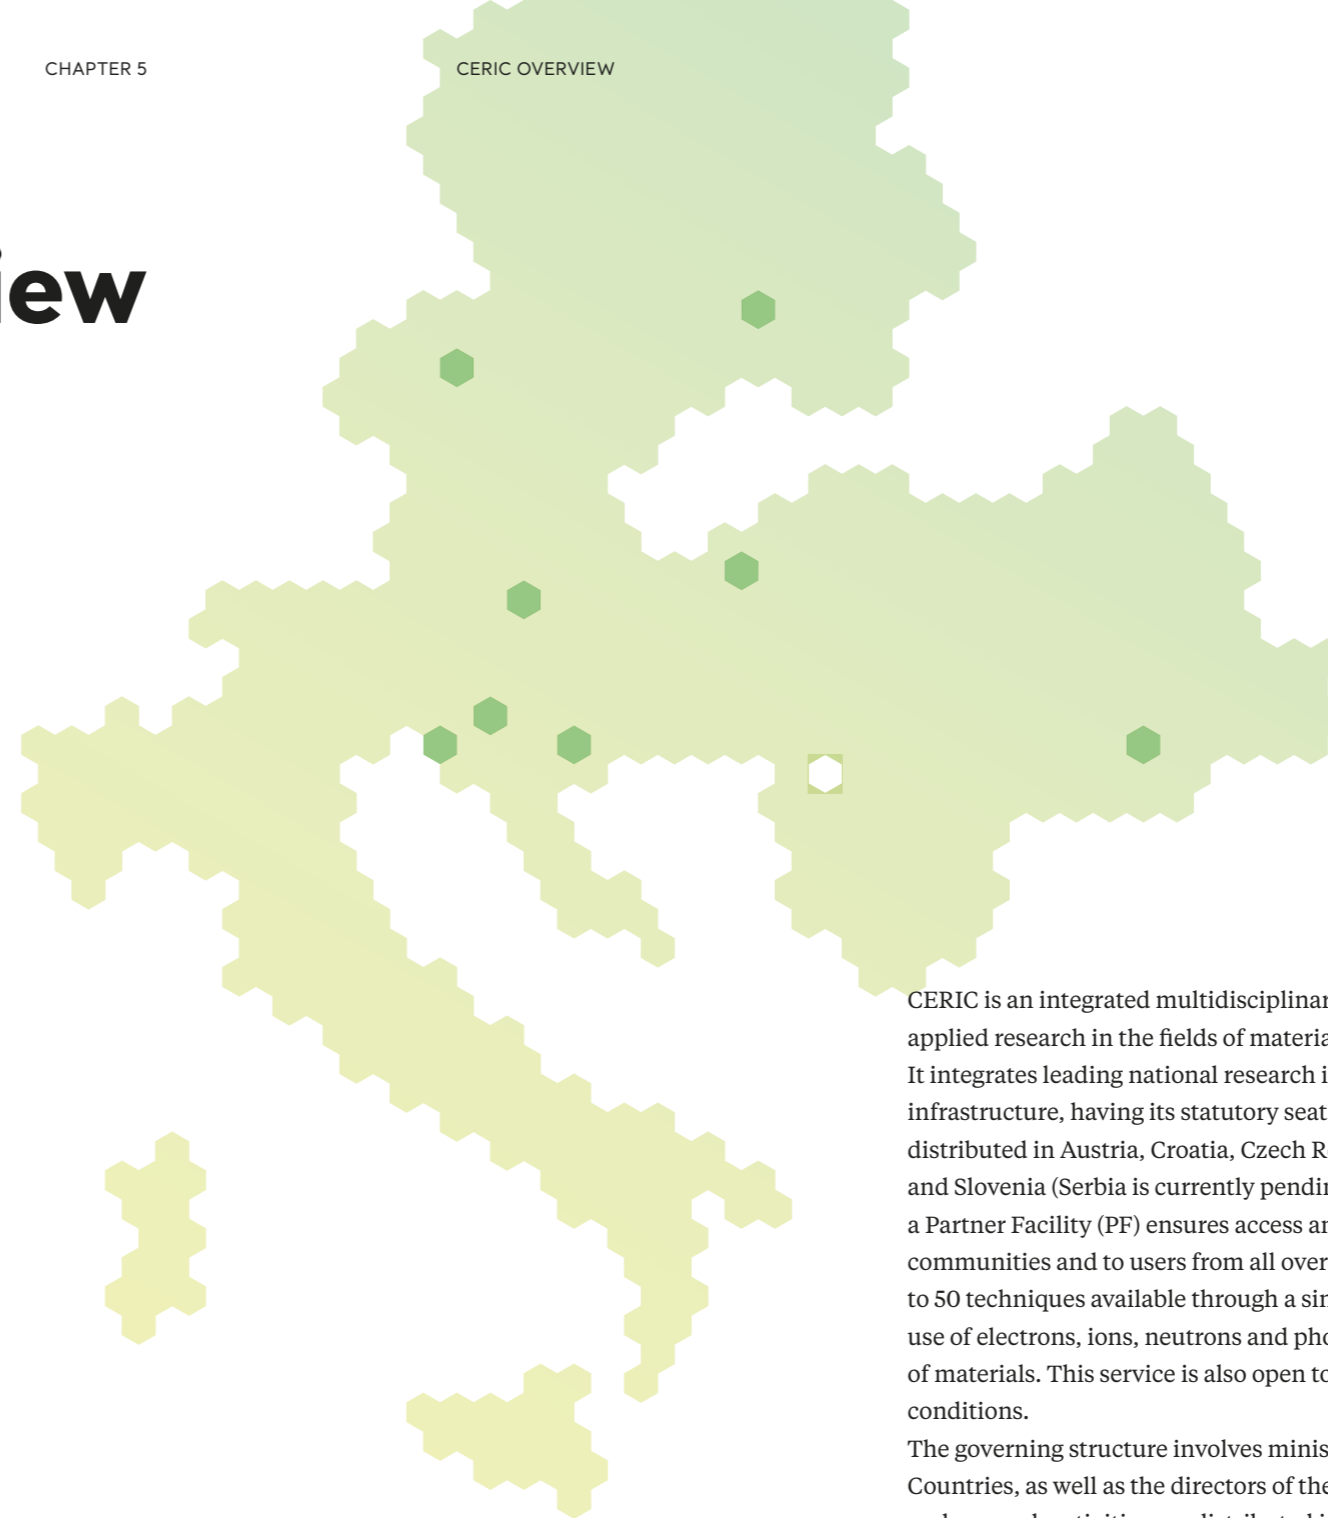 CHAPTER 5
CERIC OVERVIEW
iew
CERIC is an integrated multidisciplinar
applied research in the fields of materia
It integrates leading national research i
infrastructure, having its statutory seat
distributed in Austria, Croatia, Czech R
and Slovenia (Serbia is currently pendin
a Partner Facility (PF) ensures access an
communities and to users from all over
to 50 techniques available through a sin
use of electrons, ions, neutrons and pho
of materials. This service is also open to
conditions.
The governing structure involves minis
Countries, as well as the directors of the